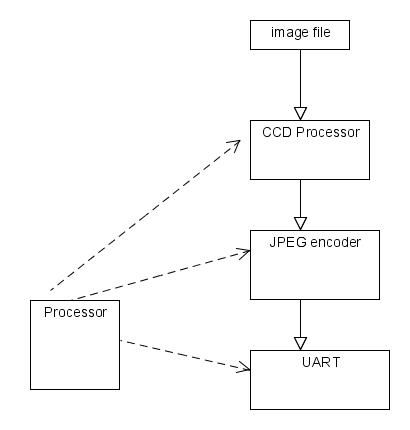 image file
CCD Processor
JPEG encoder
Processor
UART